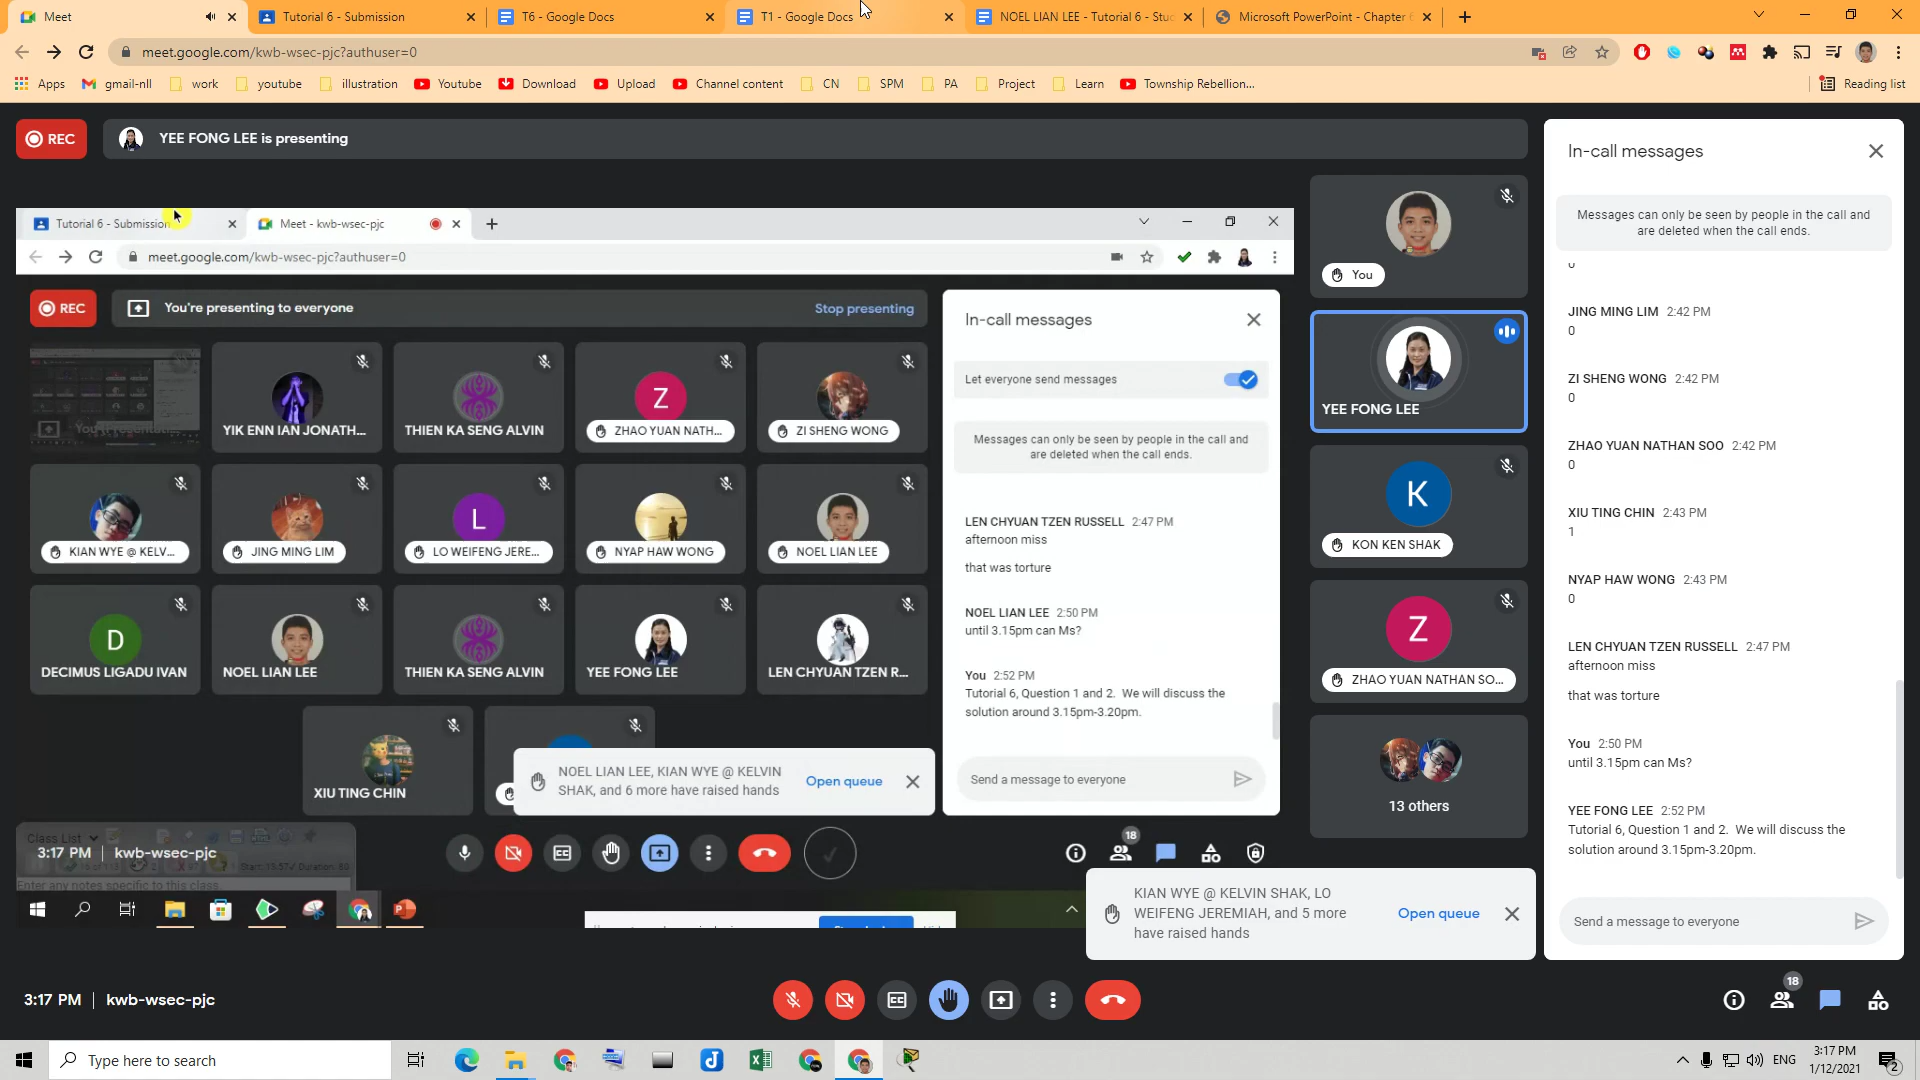 Meet
Tutorial 6 - Submission
T6 - Google Docs
T1 - Google Docs
NOEL LIAN LEE - Tutorial 6 - Stuc
Microsoft PowerPoint - Chapter 6
meet.google.com/kwb-wsec-pjc?authuser=0
Apps
gmail-nll
work
youtube
illustration
Youtube
Download
Upload
Channel content
CN
SPM
PA
Project
Learn
Township Rebellion...
Reading list
REC
YEE FONG LEE is presenting
Tutorial 6 - Submission
Meet - kwb-wsec-pjc
meet.google.com/kwb-wsec-pjc?authuser=0
REC
You're presenting to everyone
Stop presenting
YIK ENN IAN JONATH...
THIEN KA SENG ALVIN
Z
ZHAO YUAN NATH...
ZI SHENG WONG
KIAN WYE @ KELV...
JING MING LIM
L
LO WEIFENG JERE...
NYAP HAW WONG
NOEL LIAN LEE
D
DECIMUS LIGADU IVAN
NOEL LIAN LEE
THIEN KA SENG ALVIN
YEE FONG LEE
LEN CHYUAN TZEN R...
XIU TING CHIN
NOEL LIAN LEE, KIAN WYE @ KELVIN
SHAK, and 6 more have raised hands
Open queue
In-call messages
Let everyone send messages
Messages can only be seen by people in the call and
are deleted when the call ends.
LEN CHYUAN TZEN RUSSELL 2:47 PM
afternoon miss
that was torture
NOEL LIAN LEE 2:50 PM
until 3.15pm can Ms?
You 2:52 PM
Tutorial 6, Question 1 and 2. We will discuss the
solution around 3.15pm-3.20pm.
Send a message to everyone
Class List
3:17 PM
kwb-wsec-pjc
Start: 19:57
Duration: 60
Enter any notes specific to this class
18
You
YEE FONG LEE
K
KON KEN SHAK
Z
ZHAO YUAN NATHAN SO...
13 others
KIAN WYE @ KELVIN SHAK, LO
WEIFENG JEREMIAH, and 5 more
have raised hands
Open queue
In-call messages
Messages can only be seen by people in the call and
are deleted when the call ends.
0
JING MING LIM 2:42 PM
0
ZI SHENG WONG 2:42 PM
0
ZHAO YUAN NATHAN SOO 2:42 PM
0
XIU TING CHIN 2:43 PM
1
NYAP HAW WONG 2:43 PM
0
LEN CHYUAN TZEN RUSSELL 2:47 PM
afternoon miss
that was torture
You 2:50 PM
until 3.15pm can Ms?
YEE FONG LEE 2:52 PM
Tutorial 6, Question 1 and 2. We will discuss the
solution around 3.15pm-3.20pm.
Send a message to everyone
3:17 PM
kwb-wsec-pjc
18
Type here to search
ENG
3:17 PM
1/12/2021
2